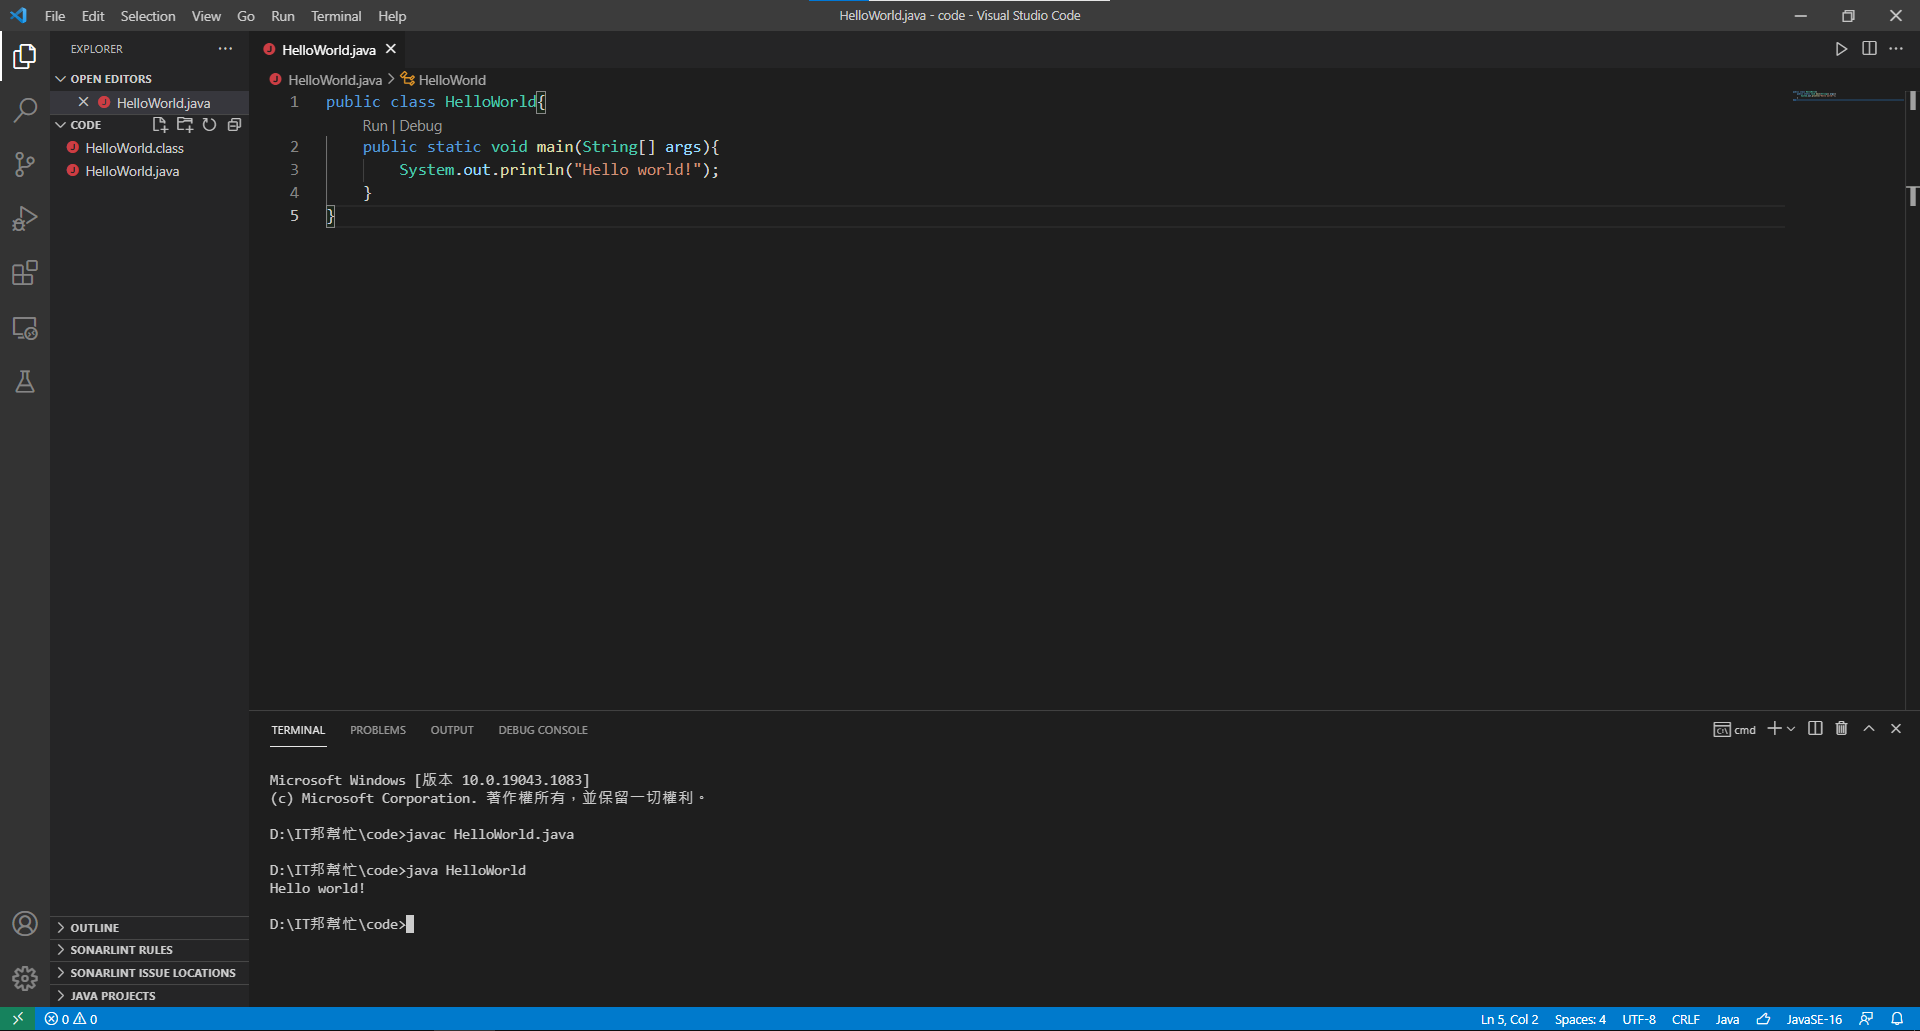 File Edit Selection View Go Run Terminal Help
HelloWorld.java - code - Visual Studio Code
EXPLORER
OPEN EDITORS
HelloWorld.java
CODE
HelloWorld.class
HelloWorld.java
OUTLINE
SONARLINT RULES
SONARLINT ISSUE LOCATIONS
JAVA PROJECTS
HelloWorld.java
HelloWorld.java > HelloWorld
1 public class HelloWorld{
Run | Debug
2 public static void main(String[] args){
3 System.out.println("Hello world!");
4 }
5 }
TERMINAL PROBLEMS OUTPUT DEBUG CONSOLE
cmd
Microsoft Windows [版本 10.0.19043.1083]
(c) Microsoft Corporation. 著作權所有，並保留一切權利。
D:\IT邦幫忙\code>javac HelloWorld.java
D:\IT邦幫忙\code>java HelloWorld
Hello world!
D:\IT邦幫忙\code>
0 0
Ln 5, Col 2 Spaces: 4 UTF-8 CRLF Java JavaSE-16